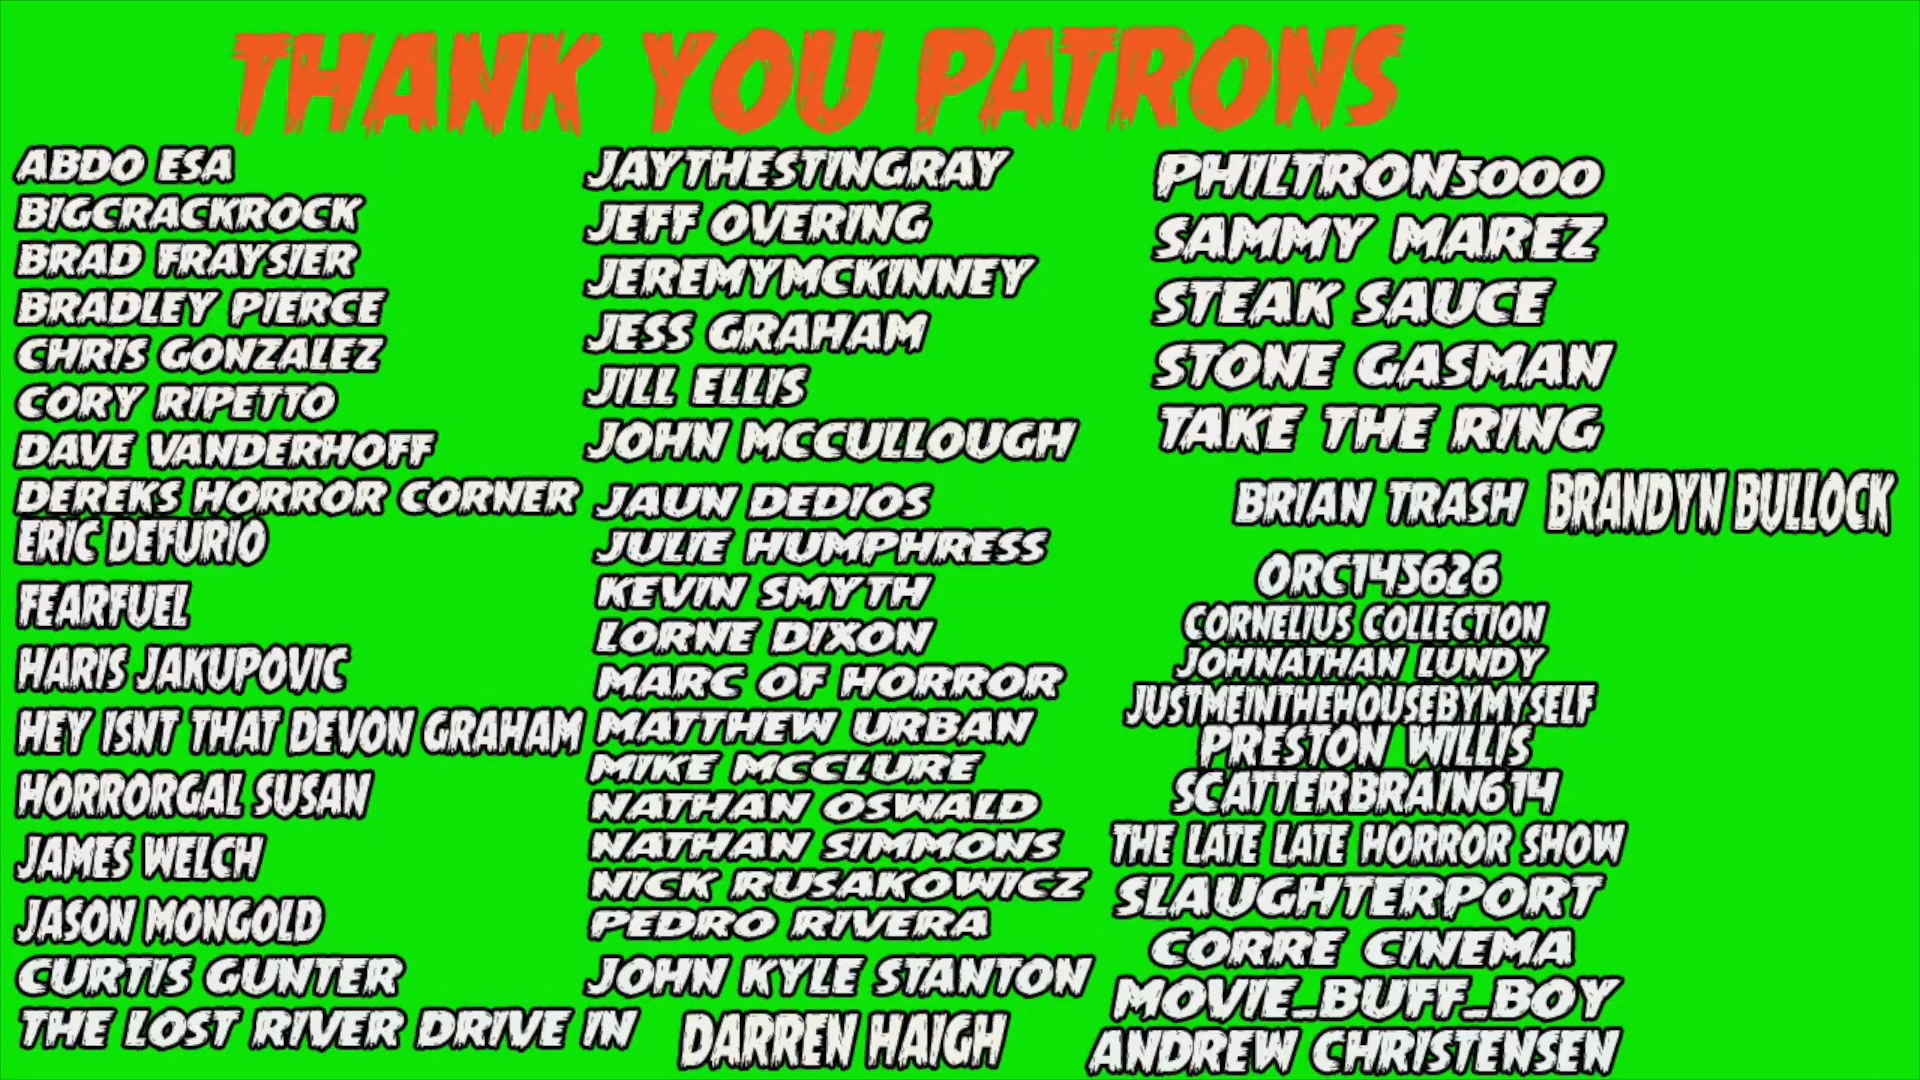 THANK YOU PATRONS
ABDO ESA
BIGCRACKROCK
BRAD FRAYSIER
BRADLEY PIERCE
CHRIS GONZALEZ
CORY RIPETTO
DAVE VANDERHOFF
DEREKS HORROR CORNER
ERIC DEFURIO
FEARFUEL
HARIS JAKUPOVIC
HEY ISNT THAT DEVON GRAHAM
HORRORGAL SUSAN
JAMES WELCH
JASON MONGOLD
CURTIS GUNTER
THE LOST RIVER DRIVE IN
JAYTHESTINGRAY
JEFF OVERING
JEREMYMCKINNEY
JESS GRAHAM
JILL ELLIS
JOHN MCCULLOUGH
JAUN DEDIOS
JULIE HUMPHRESS
KEVIN SMYTH
LORNE DIXON
MARC OF HORROR
MATTHEW URBAN
MIKE MCCLURE
NATHAN OSWALD
NATHAN SIMMONS
NICK RUSAKOWICZ
PEDRO RIVERA
JOHN KYLE STANTON
DARREN HAIGH
PHILTRON5000
SAMMY MAREZ
STEAK SAUCE
STONE GASMAN
TAKE THE RING
BRIAN TRASH BRANDYN BULLOCK
ORC145626
CORNELIUS COLLECTION
JOHNATHAN LUNDY
JUSTMEINTHEHOUSEBYMYSELF
PRESTON WILLIS
SCATTERBRAIN614
THE LATE LATE HORROR SHOW
SLAUGHTERPORT
CORRE CINEMA
MOVIE_BUFF_BOY
ANDREW CHRISTENSEN